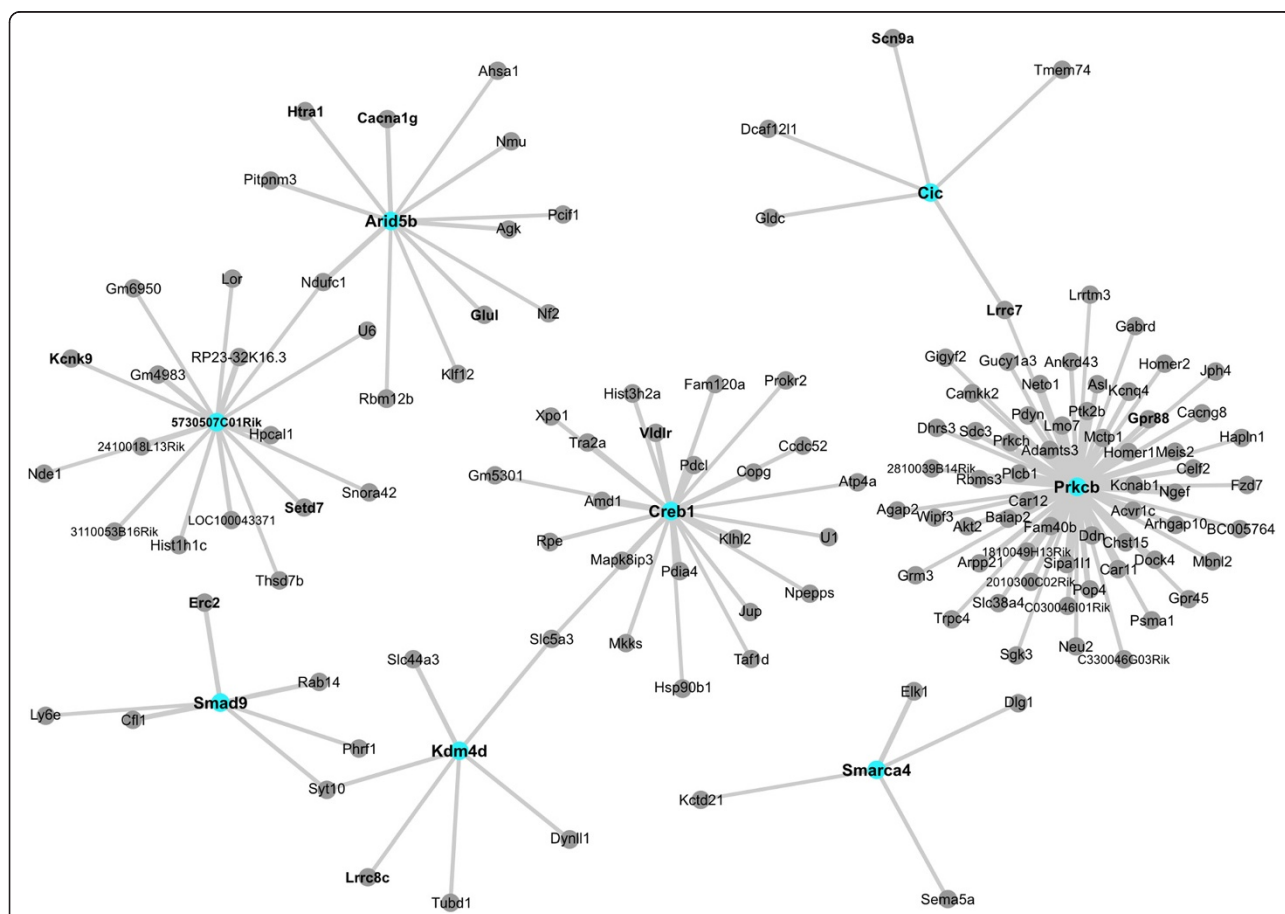 Scn9a
Tmem74
Ahsa1
Htra1
Cacna1g
Dcaf12l1
Nmu
Pitpnm3
Cic
Pcif1
Gldc
Arid5b
Agk
Ndufc1
Lor
Gm6950
Lrrtm3
Lrrc7
Glul
Nf2
Gabrd
U6
Kcnk9
RP23-32K16.3
Gm4983
Gigyf2
Gucy1a3
Ankrd43
Homer2
Jph4
Klf12
Rbm12b
Hist3h2a
Fam120a
Prokr2
Camkk2
Neto1
Asl
Kcnq4
Xpo1
Pdyn
Ptk2b
Gpr88
Cacng8
5730507C01Rik
Hpcal1
Vldlr
Tra2a
Dhrs3
Sdc3
Lmo7
Prkch
Mctp1
Hapln1
2410018L13Rik
Ccdc52
Adamts3
Homer1
Meis2
Nde1
Gm5301
Pdcl
Copg
Atp4a
2810039B14Rik
Rbms3
Plcb1
Celf2
Snora42
Amd1
Prkcb
Kcnab1
Ngef
Fzd7
Setd7
Creb1
Car12
Agap2
Wipf3
Akt2
Baiap2
Acvr1c
Arhgap10
BC005764
LOC100043371
3110053B16Rik
Hist1h1c
Rpe
Klhl2
U1
Fam40b
Ddn
Chst15
Mapk8ip3
Pdia4
1810049H13Rik
Arpp21
Sipa1l1
Car11
Dock4
Mbnl2
Thsd7b
Grm3
2010300C02Rik
Pop4
Npepps
Slc38a4
C030046I01Rik
Gpr45
Erc2
Jup
Trpc4
Psma1
Slc5a3
Mkks
Neu2
Slc44a3
Taf1d
Sgk3
C330046G03Rik
Rab14
Hsp90b1
Elk1
Dlg1
Smad9
Ly6e
Cfl1
Phrf1
Kdm4d
Smarca4
Syt10
Kctd21
Dynll1
Lrrc8c
Tubd1
Sema5a